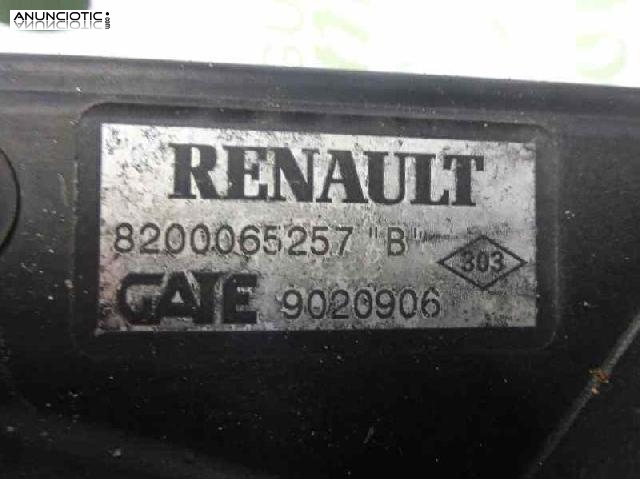 ANUNCIOTIC
RENAULT
8200065257 "B"
303
GATE 9020906